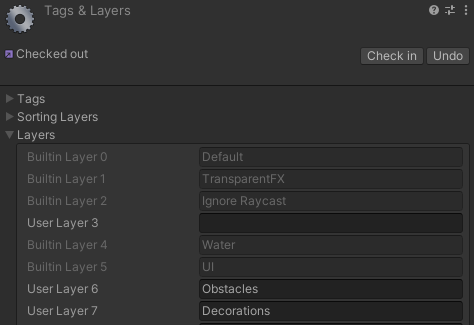 Tags & Layers
Checked out
Check in Undo
Tags
Sorting Layers
Layers
Builtin Layer 0 Default
Builtin Layer 1 TransparentFX
Builtin Layer 2 Ignore Raycast
User Layer 3
Builtin Layer 4 Water
Builtin Layer 5 UI
User Layer 6 Obstacles
User Layer 7 Decorations